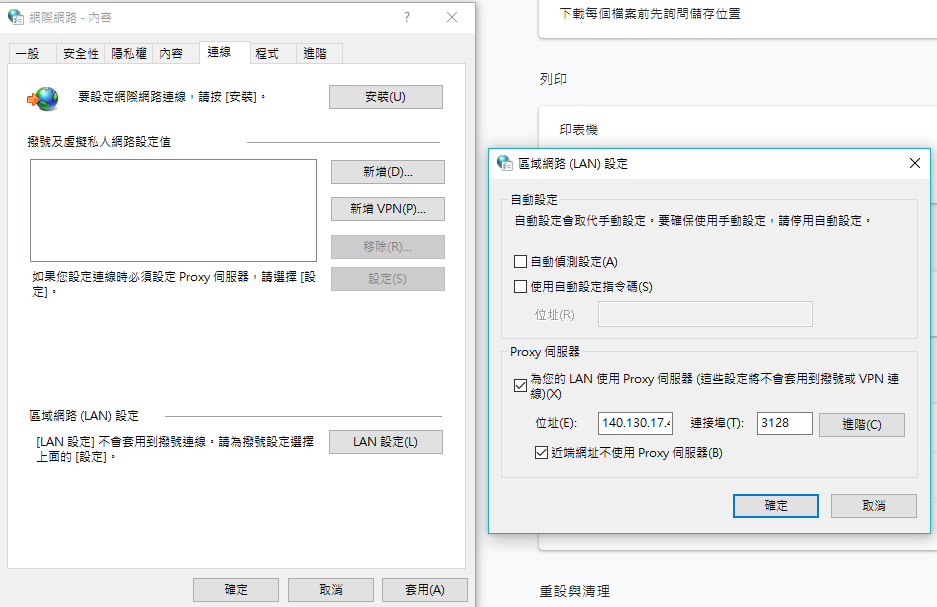 網際網路 - 內容
?
一般
安全性
隱私權
內容
連線
程式
進階
要設定網際網路連線，請按 [安裝]。
安裝(U)
撥號及虛擬私人網路設定值
新增(D)...
新增 VPN(P)...
移除(R)...
設定(S)
如果您設定連線時必須設定 Proxy 伺服器，請選擇 [設
定]。
區域網路 (LAN) 設定
[LAN 設定] 不會套用到撥號連線。請為撥號設定選擇
上面的 [設定]。
LAN 設定(L)
確定
取消
套用(A)
下載每個檔案前先詢問儲存位置
列印
印表機
區域網路 (LAN) 設定
自動設定
自動設定會取代手動設定。要確保使用手動設定，請停用自動設定。
自動偵測設定(A)
使用自動設定指令碼(S)
位址(R)
Proxy 伺服器
為您的 LAN 使用 Proxy 伺服器 (這些設定將不會套用到撥號或 VPN 連
線)(X)
位址(E):
140.130.17.4
連接埠(T):
3128
進階(C)
近端網址不使用 Proxy 伺服器(B)
確定
取消
重設與清理